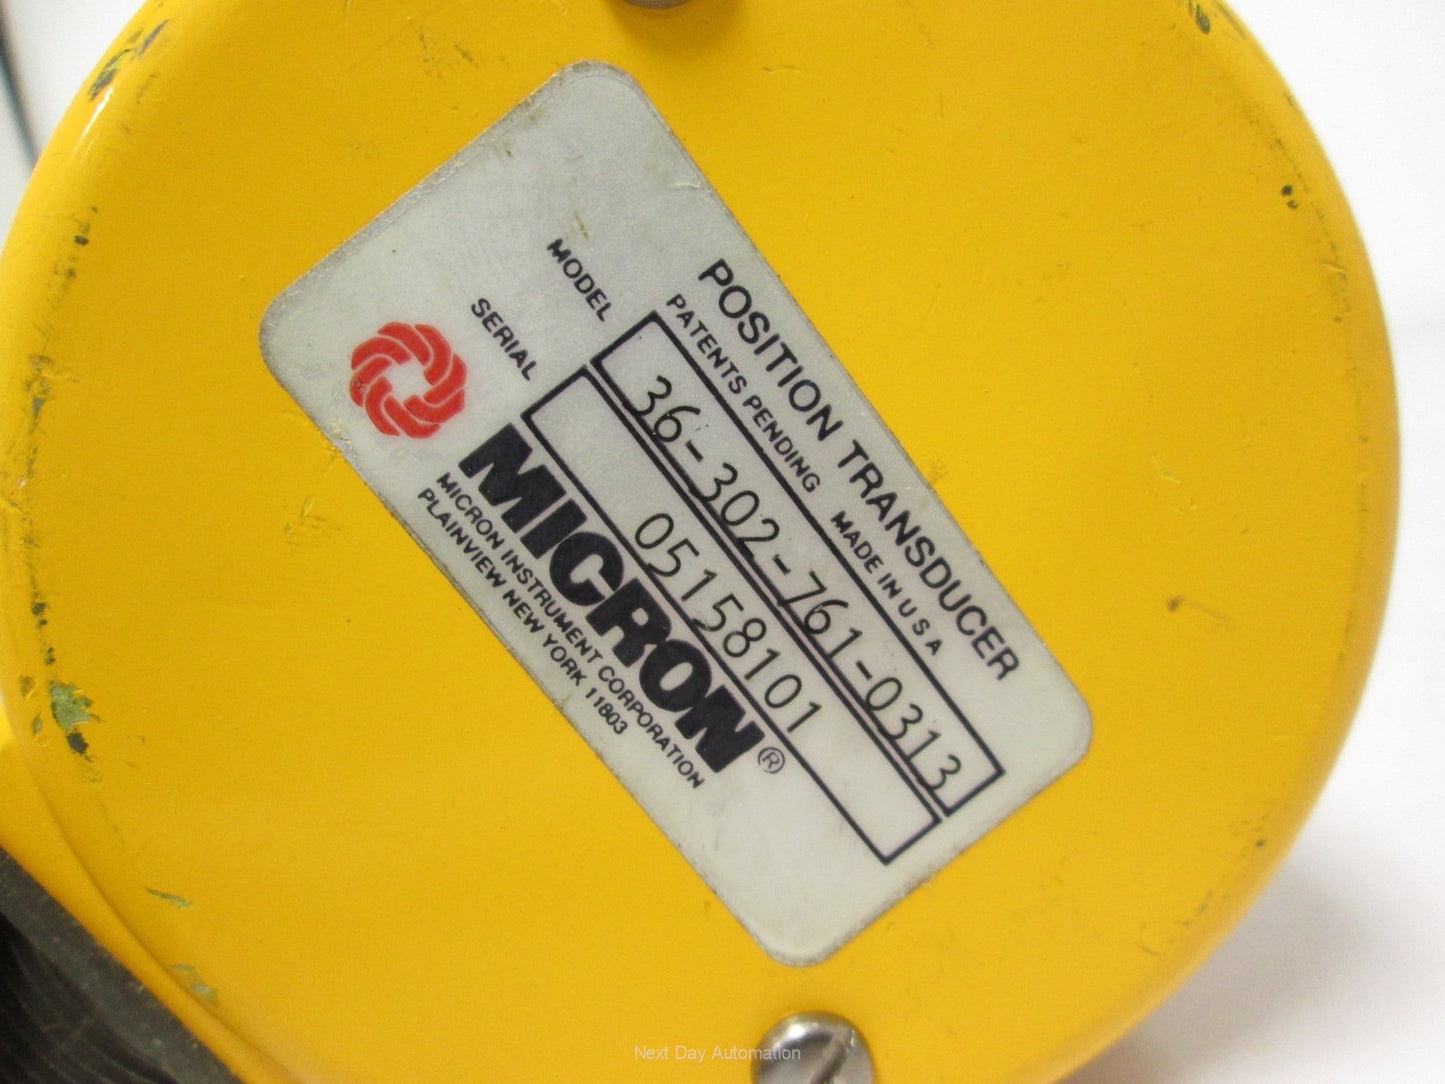 POSITION TRANSDUCER
PATENTS PENDING MADE IN U S A
MODEL 36-302-761-0313
SERIAL 05158101
MICRON®
MICRON INSTRUMENT CORPORATION
PLAINVIEW NEW YORK 11803
Next Day Automation